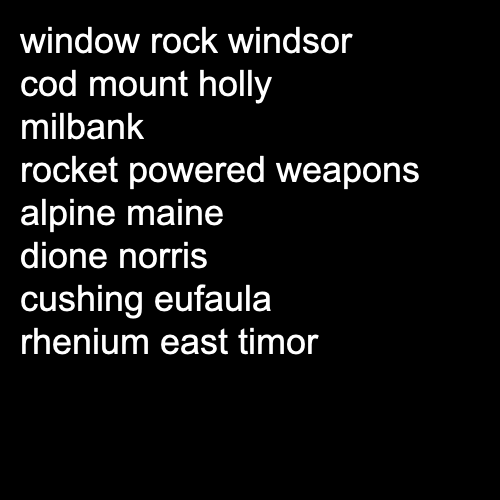 window rock windsor
cod mount holly
milbank
rocket powered weapons
alpine maine
dione norris
cushing eufaula
rhenium east timor